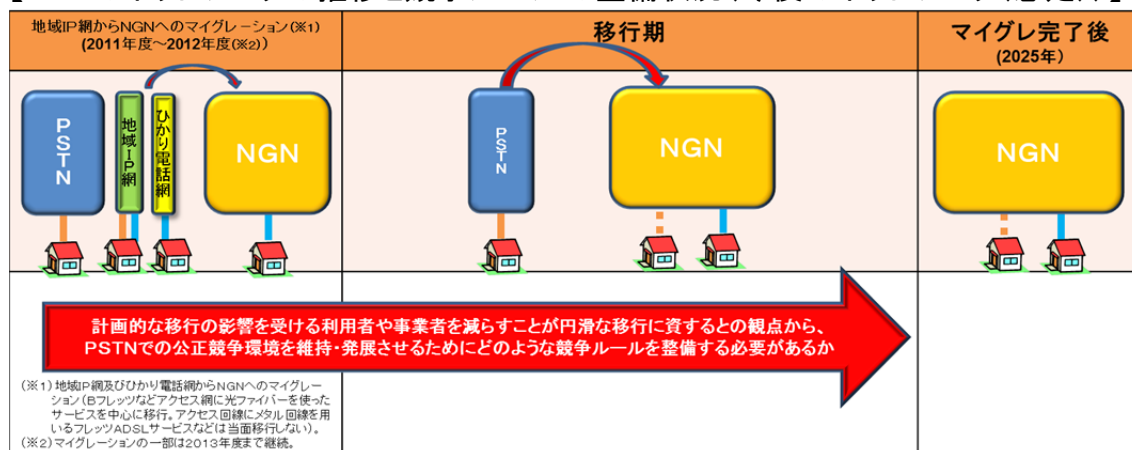 地域IP網からNGNへのマイグレーション(※1)
(2011年度～2012年度(※2))
移行期
マイグレ完了後
(2025年)
PSTN
地域IP網
ひかり電話網
NGN
PSTN
NGN
NGN
計画的な移行の影響を受ける利用者や事業者を減らすことが円滑な移行に資するとの観点から、
PSTNでの公正競争環境を維持・発展させるためにどのような競争ルールを整備する必要があるか
(※1)地域IP網及びひかり電話網からNGNへのマイグレー
ション(Bフレッツなどアクセス網に光ファイバーを使った
サービスを中心に移行。アクセス回線にメタル回線を用
いるフレッツADSLサービスなどは当面移行しない)。
(※2)マイグレーションの一部は2013年度まで継続。